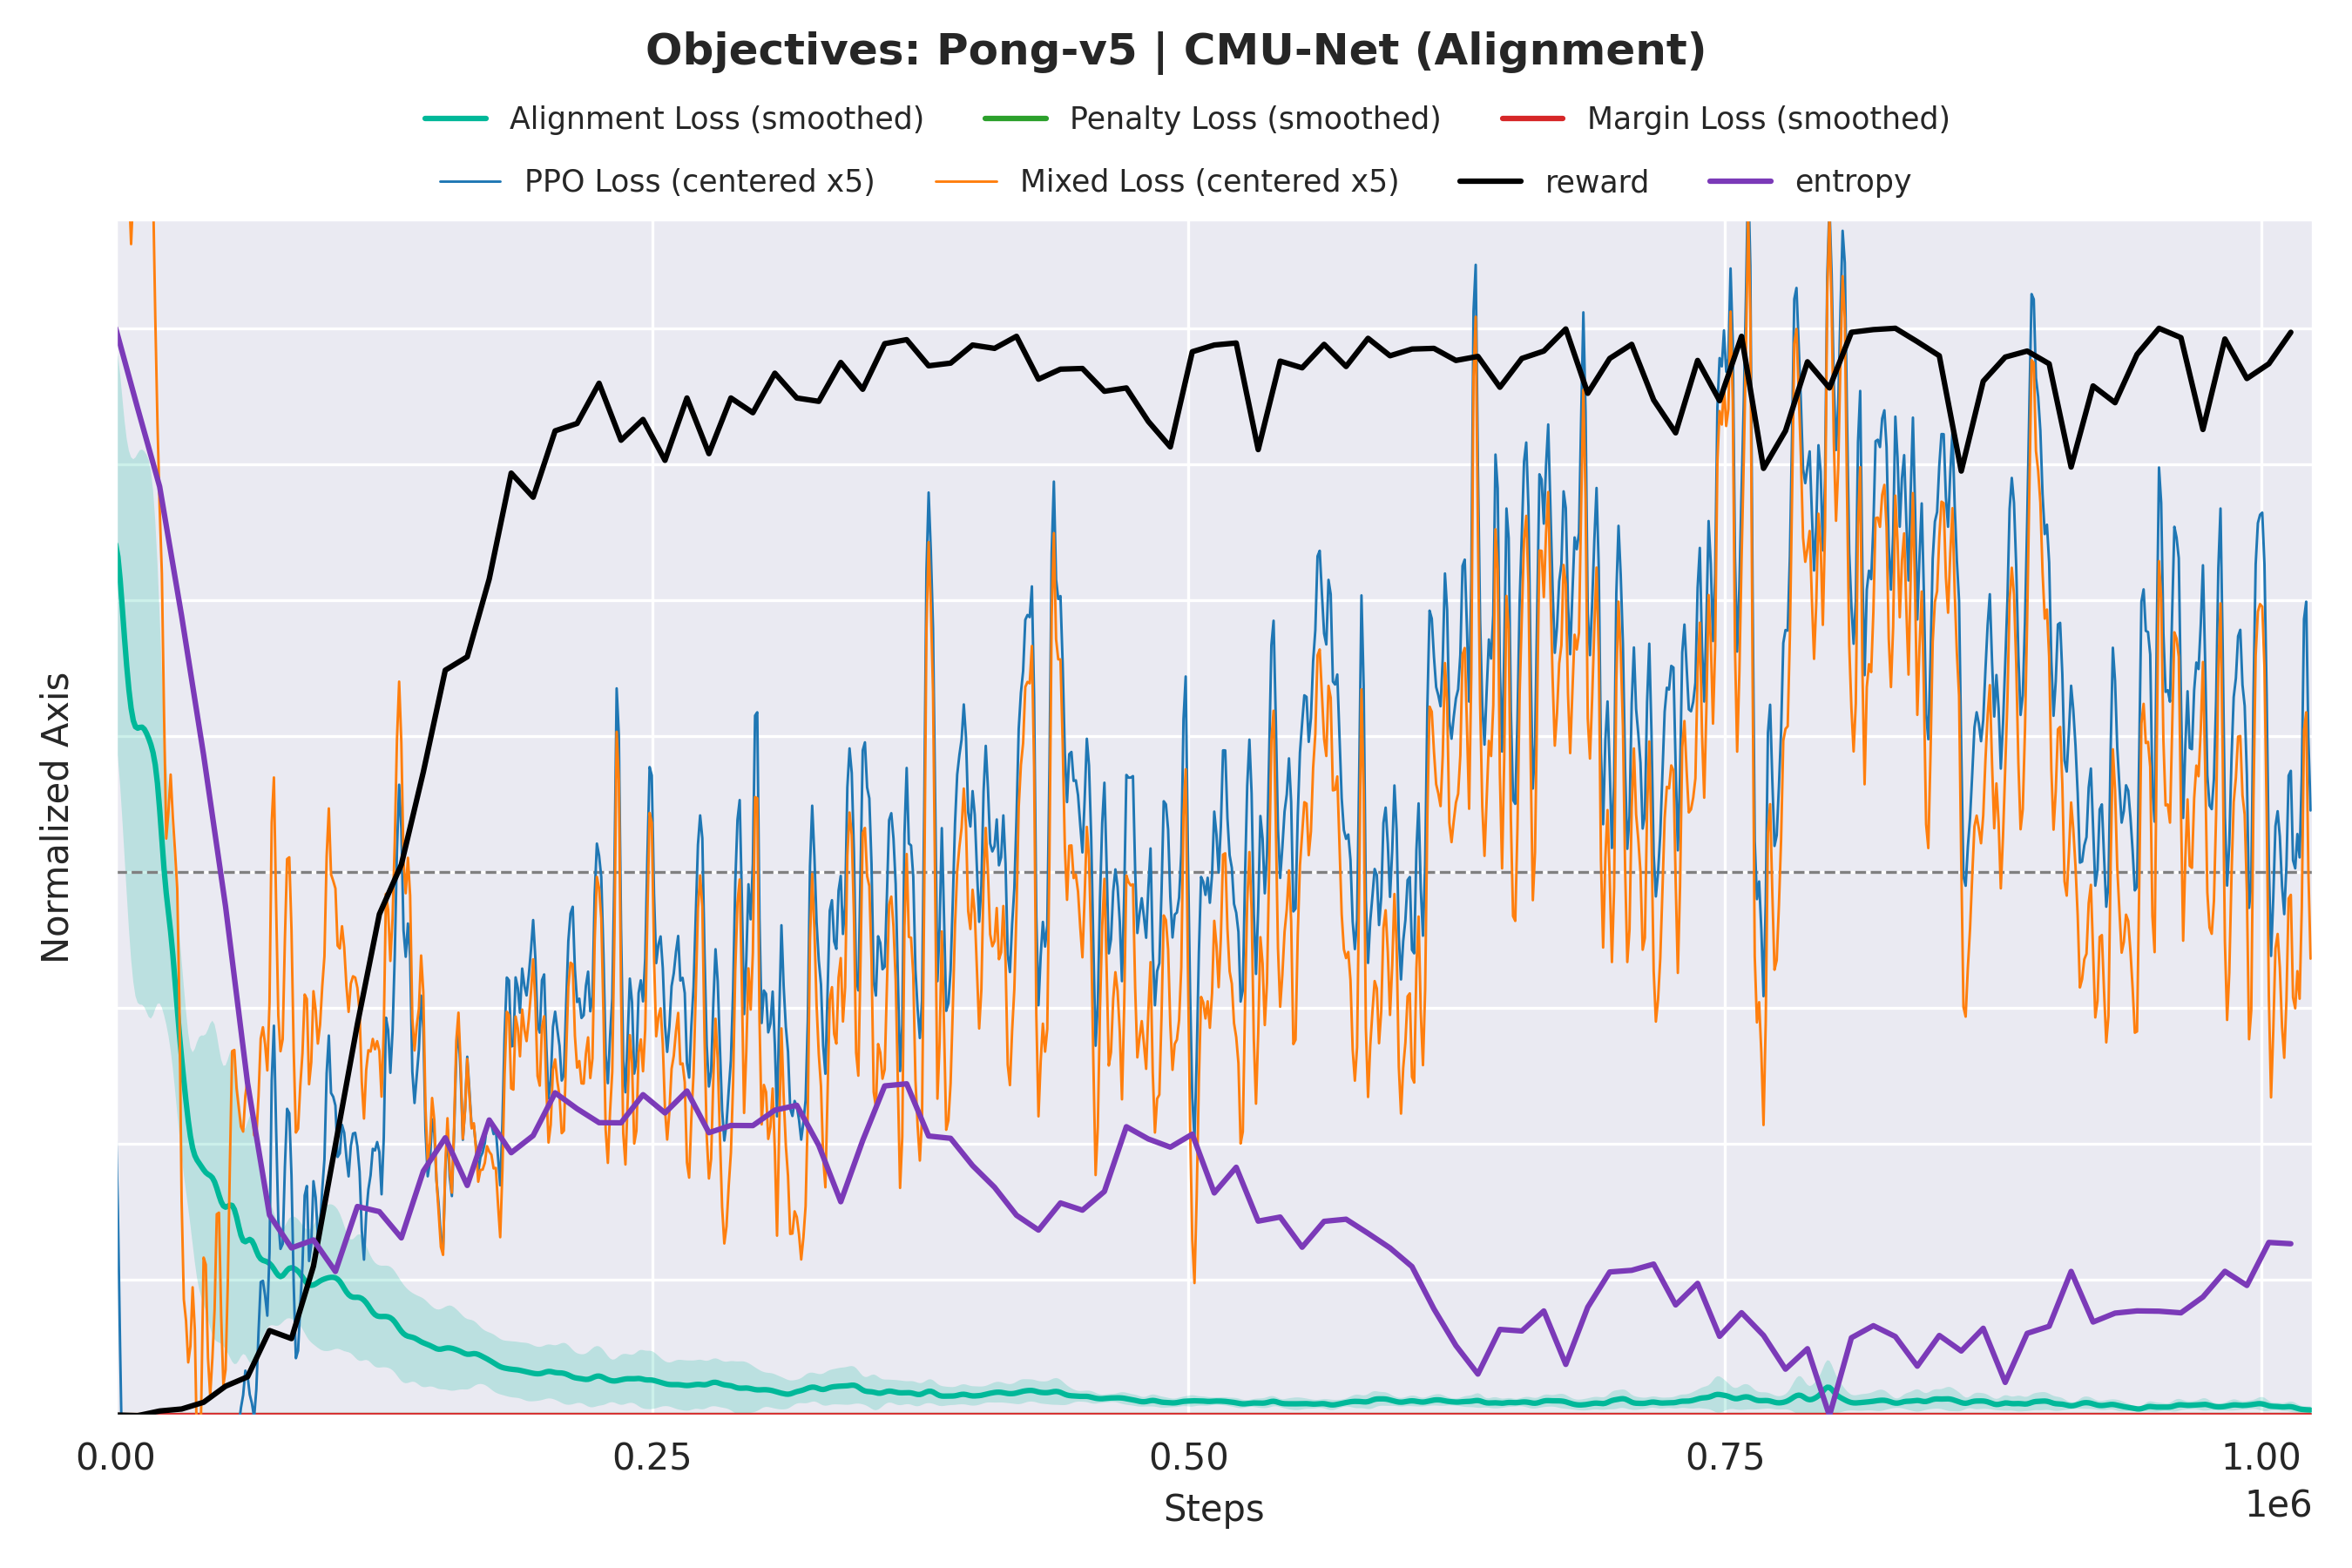 Objectives: Pong-v5 | CMU-Net (Alignment)
Alignment Loss (smoothed) Penalty Loss (smoothed) Margin Loss (smoothed)
PPO Loss (centered x5) Mixed Loss (centered x5) reward entropy
Normalized Axis
0.00 0.25 0.50 0.75 1.00
Steps
1e6